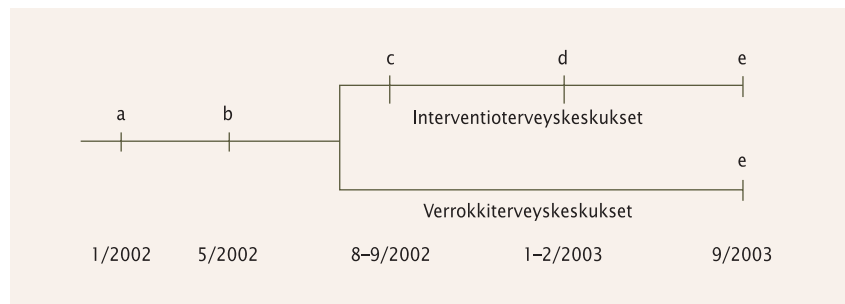 c d e
Interventioterveyskeskukset
a b
e
Verrokkiterveyskeskukset
1/2002 5/2002 8–9/2002 1–2/2003 9/2003